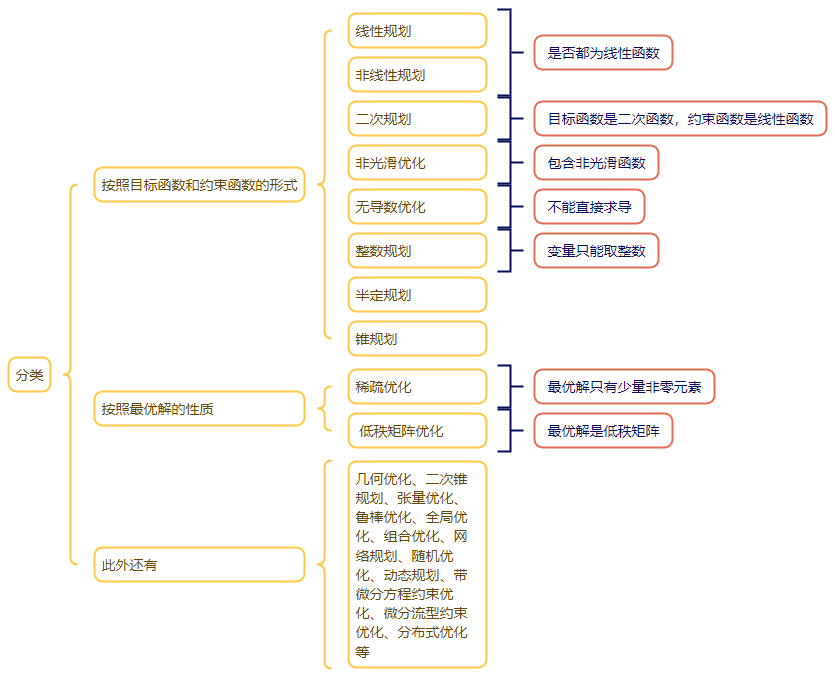 分类
按照目标函数和约束函数的形式
线性规划
非线性规划
是否都为线性函数
二次规划
目标函数是二次函数，约束函数是线性函数
非光滑优化
包含非光滑函数
无导数优化
不能直接求导
整数规划
变量只能取整数
半定规划
锥规划
按照最优解的性质
稀疏优化
最优解只有少量非零元素
低秩矩阵优化
最优解是低秩矩阵
此外还有
几何优化、二次锥
规划、张量优化、
鲁棒优化、全局优
化、组合优化、网
络规划、随机优
化、动态规划、带
微分方程约束优
化、微分流型约束
优化、分布式优化
等